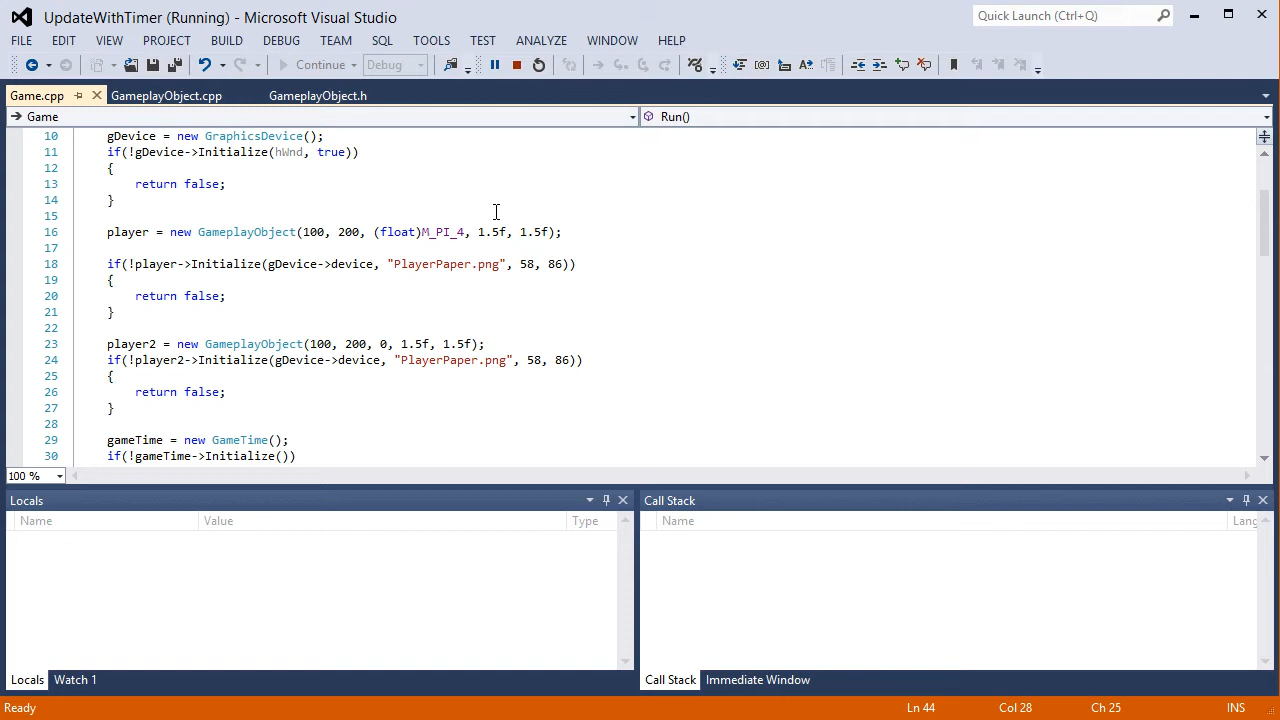 UpdateWithTimer (Running) - Microsoft Visual Studio
Quick Launch (Ctrl+Q)
FILE EDIT VIEW PROJECT BUILD DEBUG TEAM SQL TOOLS TEST ANALYZE WINDOW HELP
Continue Debug
Game.cpp GameplayObject.cpp GameplayObject.h
Game Run()
10 gDevice = new GraphicsDevice();
11 if(!gDevice->Initialize(hWnd, true))
12 {
13 return false;
14 }
15
16 player = new GameplayObject(100, 200, (float)M_PI_4, 1.5f, 1.5f);
17
18 if(!player->Initialize(gDevice->device, "PlayerPaper.png", 58, 86))
19 {
20 return false;
21 }
22
23 player2 = new GameplayObject(100, 200, 0, 1.5f, 1.5f);
24 if(!player2->Initialize(gDevice->device, "PlayerPaper.png", 58, 86))
25 {
26 return false;
27 }
28
29 gameTime = new GameTime();
30 if(!gameTime->Initialize())
100 %
Locals Call Stack
Name Value Type Name Lang
Locals Watch 1 Call Stack Immediate Window
Ready Ln 44 Col 28 Ch 25 INS